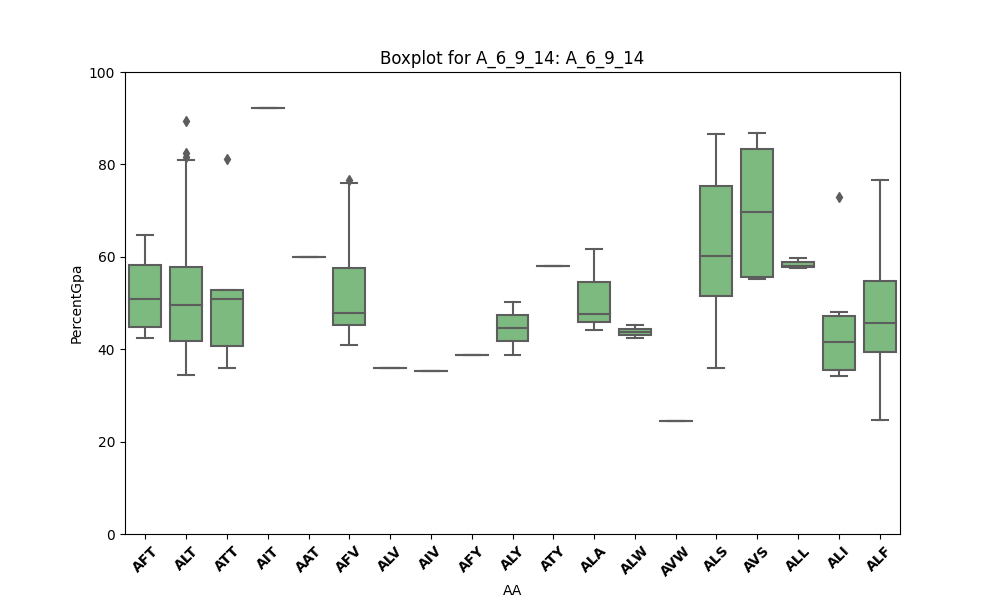 Boxplot for A_6_9_14: A_6_9_14
100
80
60
40
20
0
PercentGpa
AFT ALT ATT AIT AAT AFV ALV AIV AFY ALY ATY ALA ALW AVW ALS AVS ALL ALI ALF
AA